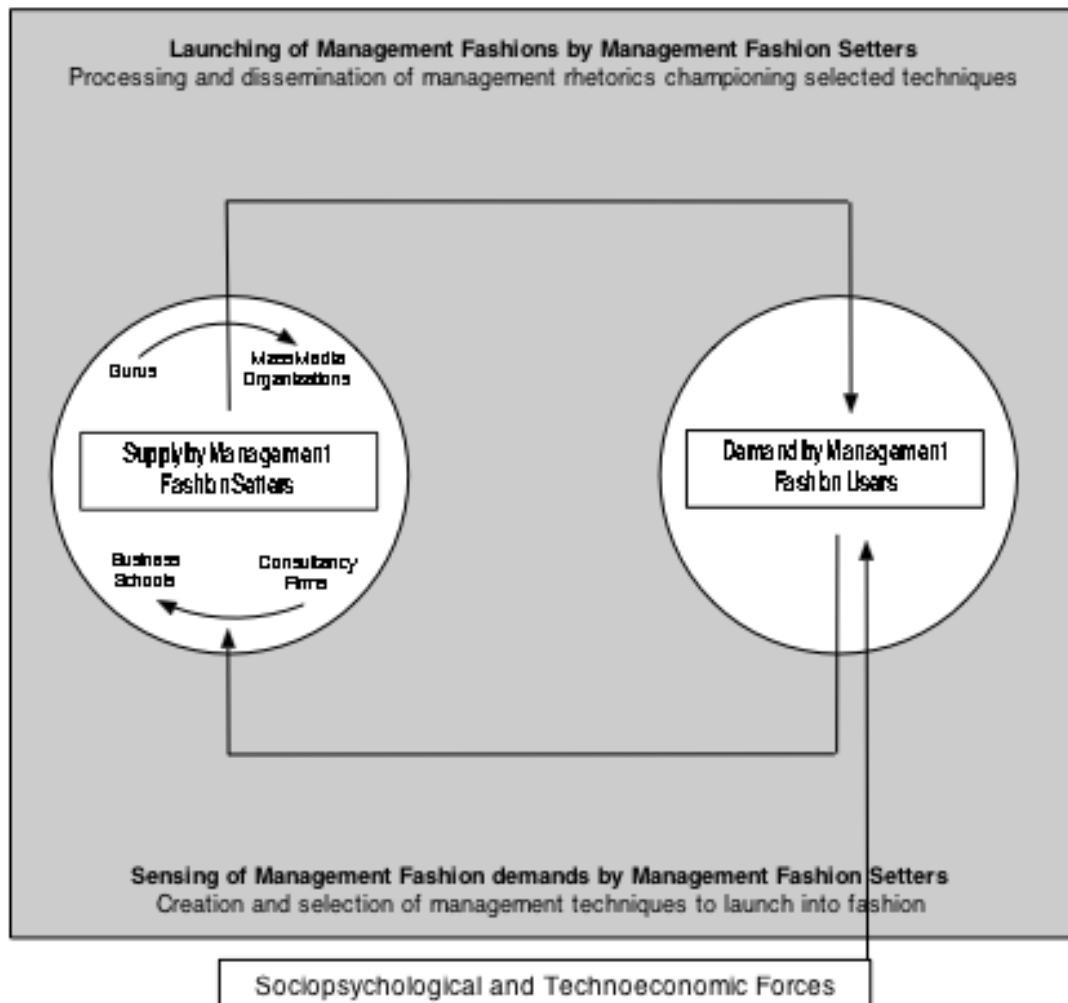 Launching of Management Fashions by Management Fashion Setters
Processing and dissemination of management rhetorics championing selected techniques
Gurus
Mass Media
Organizations
Supply by Management
Fashion Setters
Business
Schools
Consultancy
Firms
Demand by Management
Fashion Users
Sensing of Management Fashion demands by Management Fashion Setters
Creation and selection of management techniques to launch into fashion
Sociopsychological and Technoeconomic Forces